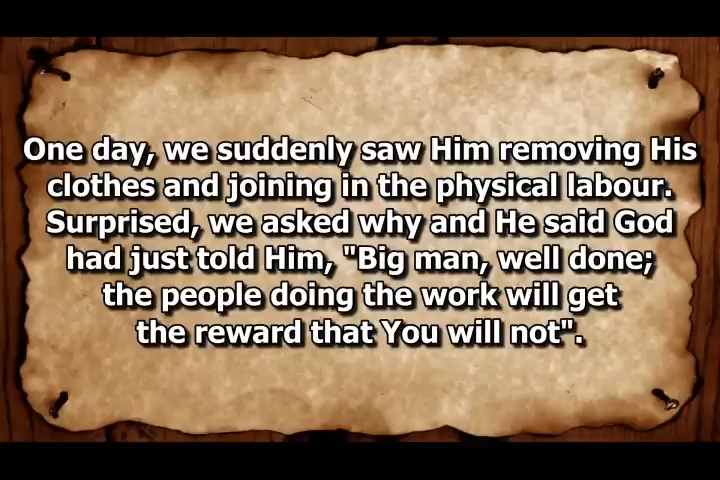 One day, we suddenly saw Him removing His
clothes and joining in the physical labour.
Surprised, we asked why and He said God
had just told Him, "Big man, well done;
the people doing the work will get
the reward that You will not".